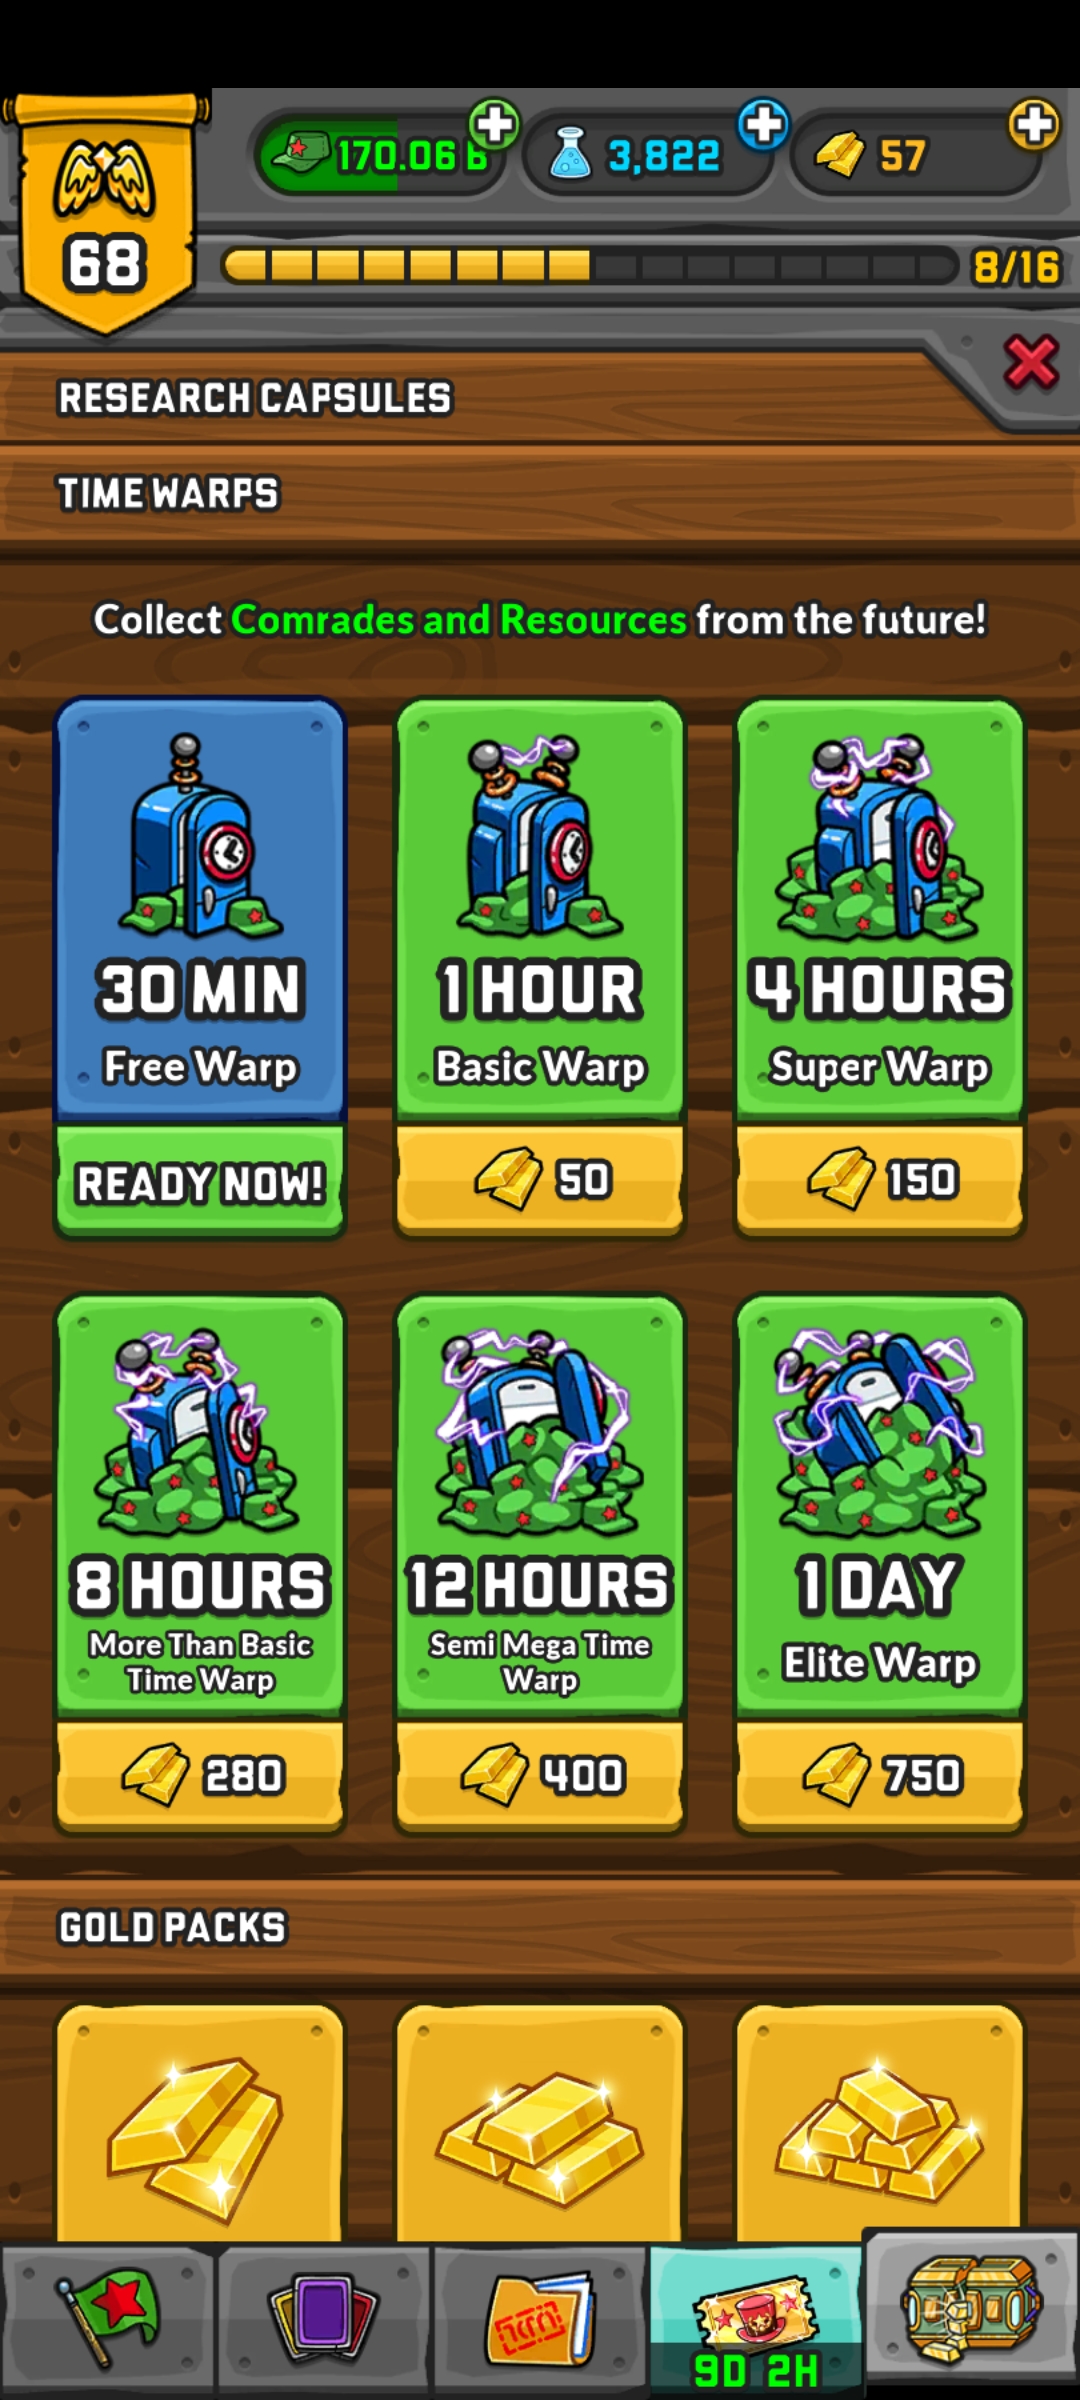 170.06 B
3,822
57
68
8/16
RESEARCH CAPSULES
TIME WARPS
Collect Comrades and Resources from the future!
30 MIN
Free Warp
READY NOW!
1 HOUR
Basic Warp
50
4 HOURS
Super Warp
150
8 HOURS
More Than Basic
Time Warp
280
12 HOURS
Semi Mega Time
Warp
400
1 DAY
Elite Warp
750
GOLD PACKS
9D 2H